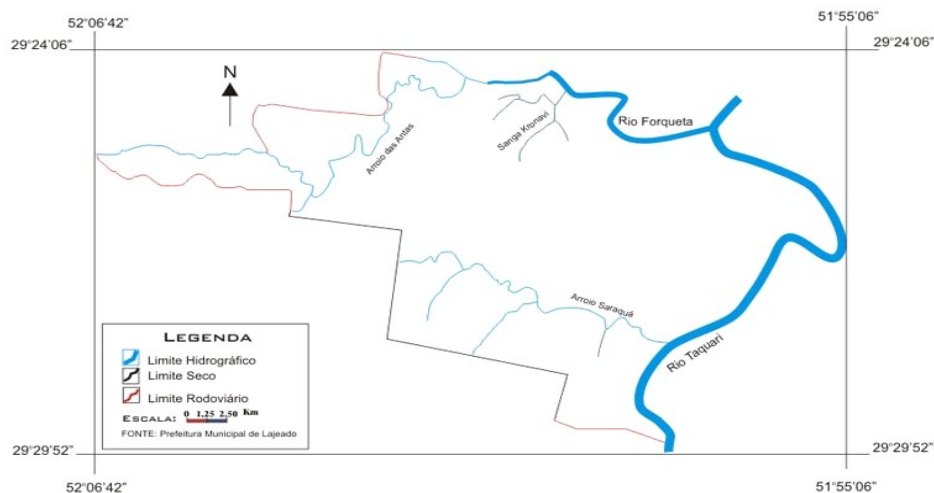 52°06'42"
51°55'06"
29°24'06"
29°24'06"
N
Rio Forqueta
Sanga Kronavi
Arroio das Antas
Arroio Saraquá
Rio Taquari
LEGENDA
Limite Hidrográfico
Limite Seco
Limite Rodoviário
ESCALA: 0 1,25 2,50 Km
FONTE: Prefeitura Municipal de Lajeado
29°29'52"
29°29'52"
52°06'42"
51°55'06"